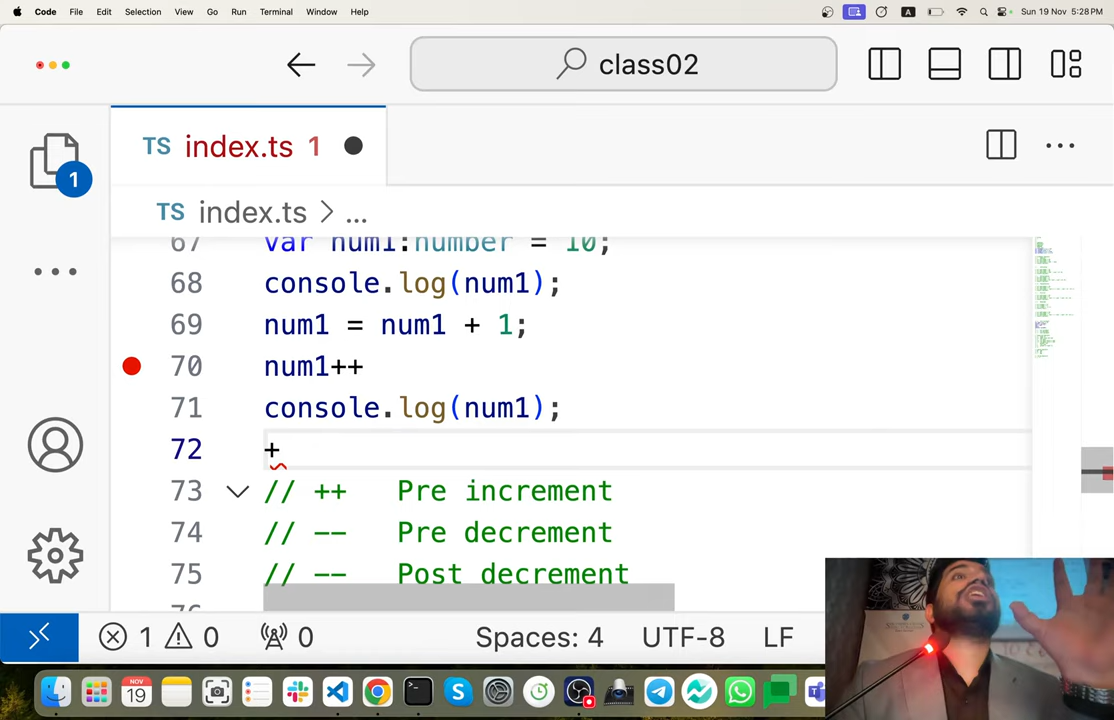 Code File Edit Selection View Go Run Terminal Window Help A Sun 19 Nov 5:28 PM
class02
TS index.ts 1
1
TS index.ts > ...
67 var num1:number = 10;
68 console.log(num1);
69 num1 = num1 + 1;
70 num1++
71 console.log(num1);
72 +
73 // ++ Pre increment
74 // -- Pre decrement
75 // -- Post decrement
1 0 0 Spaces: 4 UTF-8 LF
NOV
19